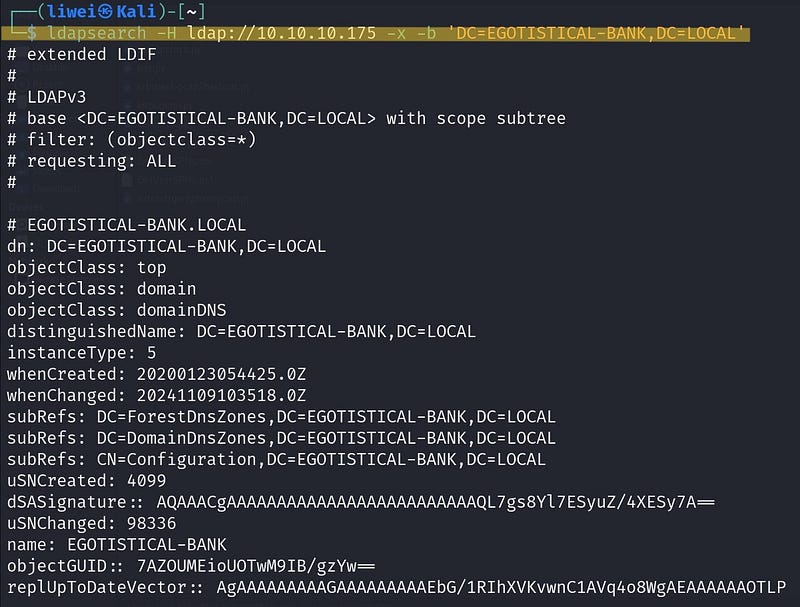 ┌──(liwei㉿Kali)-[~]
└─$ ldapsearch -H ldap://10.10.10.175 -x -b 'DC=EGOTISTICAL-BANK,DC=LOCAL'
# extended LDIF
#
# LDAPv3
# base <DC=EGOTISTICAL-BANK,DC=LOCAL> with scope subtree
# filter: (objectclass=*)
# requesting: ALL
#
# EGOTISTICAL-BANK.LOCAL
dn: DC=EGOTISTICAL-BANK,DC=LOCAL
objectClass: top
objectClass: domain
objectClass: domainDNS
distinguishedName: DC=EGOTISTICAL-BANK,DC=LOCAL
instanceType: 5
whenCreated: 20200123054425.0Z
whenChanged: 20241109103518.0Z
subRefs: DC=ForestDnsZones,DC=EGOTISTICAL-BANK,DC=LOCAL
subRefs: DC=DomainDnsZones,DC=EGOTISTICAL-BANK,DC=LOCAL
subRefs: CN=Configuration,DC=EGOTISTICAL-BANK,DC=LOCAL
uSNCreated: 4099
dSASignature:: AQAAACgAAAAAAAAAAAAAAAAAAAAAAAAAQL7gs8Yl7ESyuZ/4XESy7A==
uSNChanged: 98336
name: EGOTISTICAL-BANK
objectGUID:: 7AZOUMEioUOTwM9IB/gzYw==
replUpToDateVector:: AgAAAAAAAAAGAAAAAAAAAEbG/1RIhXVKvwnC1AVq4o8WgAEAAAAAAOTLP